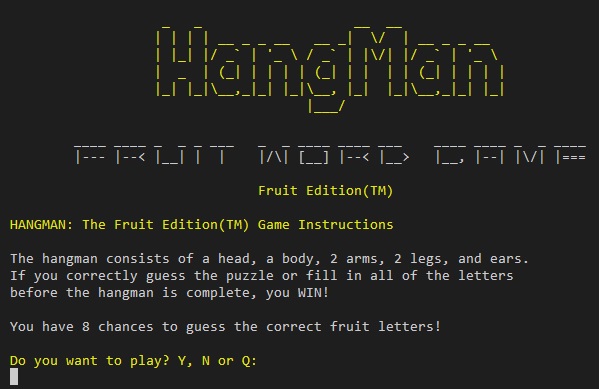 HangMan
FRUIT WORD GAME
Fruit Edition(TM)
HANGMAN: The Fruit Edition(TM) Game Instructions
The hangman consists of a head, a body, 2 arms, 2 legs, and ears.
If you correctly guess the puzzle or fill in all of the letters
before the hangman is complete, you WIN!
You have 8 chances to guess the correct fruit letters!
Do you want to play? Y, N or Q: